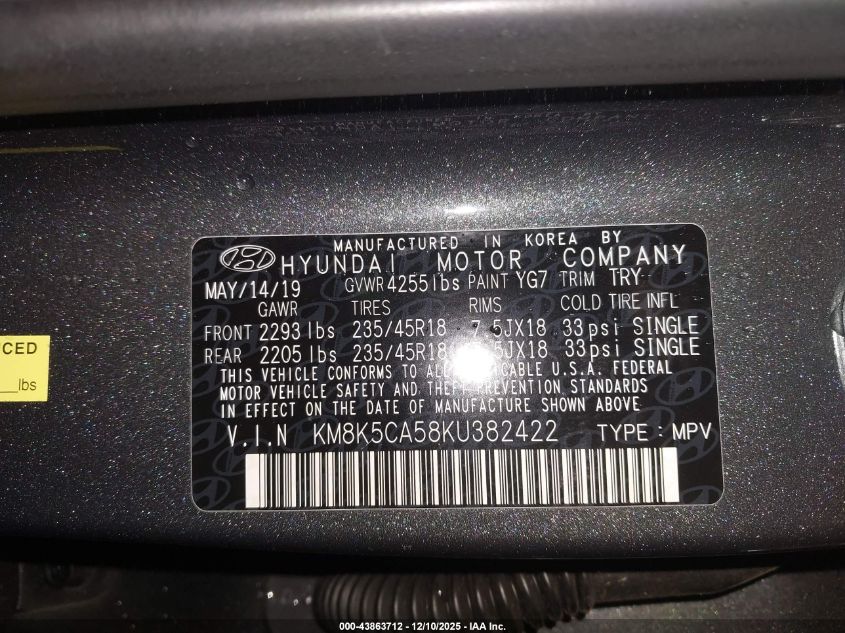 MANUFACTURED IN KOREA BY
HYUNDAI MOTOR COMPANY
MAY/14/19 GVWR 4255lbs PAINT YG7 TRIM TRY
GAWR TIRES RIMS COLD TIRE INFL
FRONT 2293 lbs 235/45R18 7.5JX18 33psi SINGLE
REAR 2205 lbs 235/45R18 33psi SINGLE
THIS VEHICLE CONFORMS TO ALL APPLICABLE U.S.A. FEDERAL
MOTOR VEHICLE SAFETY AND THEFT PREVENTION STANDARDS
IN EFFECT ON THE DATE OF MANUFACTURE SHOWN ABOVE.
V.I.N KM8K5CA58KU382422 TYPE : MPV
UCED
lbs
000-43863712 - 12/10/2025 - IAA Inc.